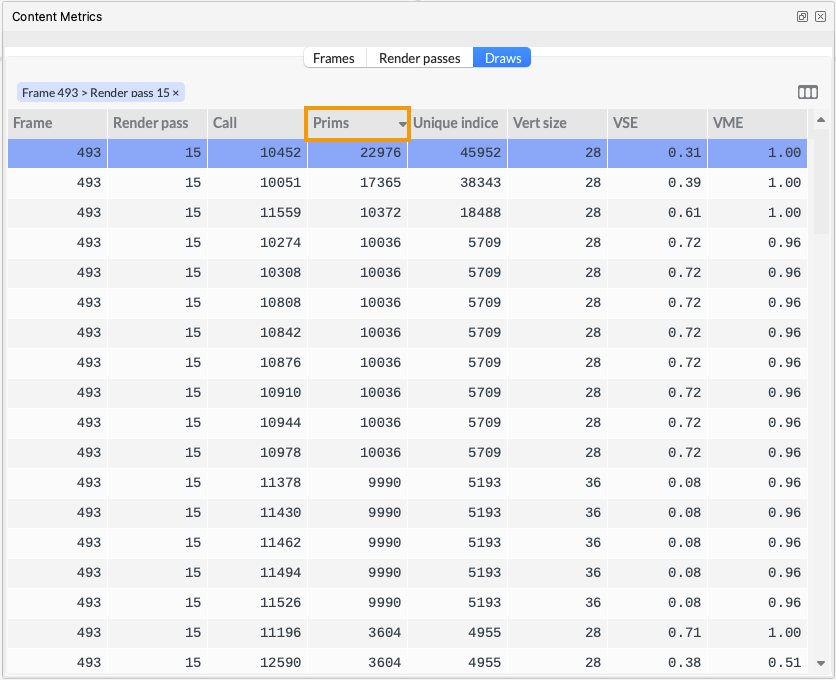 Content Metrics
Frames Render passes Draws
Frame 493 > Render pass 15 ×
Frame Render pass Call Prims Unique indice Vert size VSE VME
493 15 10452 22976 45952 28 0.31 1.00
493 15 10051 17365 38343 28 0.39 1.00
493 15 11559 10372 18488 28 0.61 1.00
493 15 10274 10036 5709 28 0.72 0.96
493 15 10308 10036 5709 28 0.72 0.96
493 15 10808 10036 5709 28 0.72 0.96
493 15 10842 10036 5709 28 0.72 0.96
493 15 10876 10036 5709 28 0.72 0.96
493 15 10910 10036 5709 28 0.72 0.96
493 15 10944 10036 5709 28 0.72 0.96
493 15 10978 10036 5709 28 0.72 0.96
493 15 11378 9990 5193 36 0.08 0.96
493 15 11430 9990 5193 36 0.08 0.96
493 15 11462 9990 5193 36 0.08 0.96
493 15 11494 9990 5193 36 0.08 0.96
493 15 11526 9990 5193 36 0.08 0.96
493 15 11196 3604 4955 28 0.71 1.00
493 15 12590 3604 4955 28 0.38 0.51